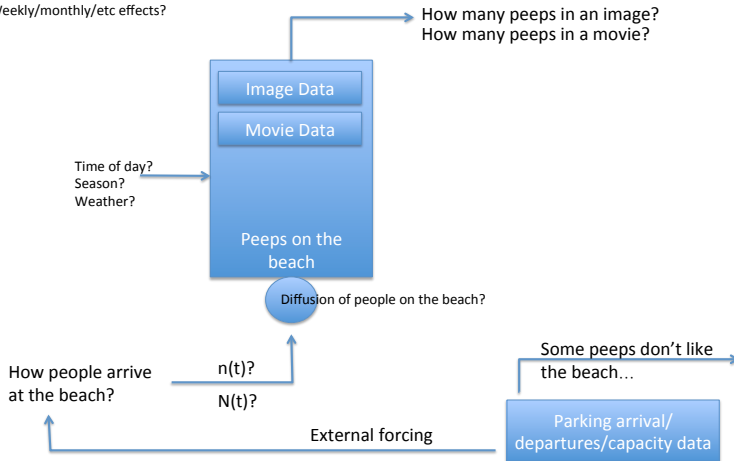 Weekly/monthly/etc effects?
How many peeps in an image?
How many peeps in a movie?
Image Data
Movie Data
Time of day?
Season?
Weather?
Peeps on the
beach
Diffusion of people on the beach?
How people arrive
at the beach?
n(t)?
N(t)?
Some peeps don't like
the beach…
External forcing
Parking arrival/
departures/capacity data